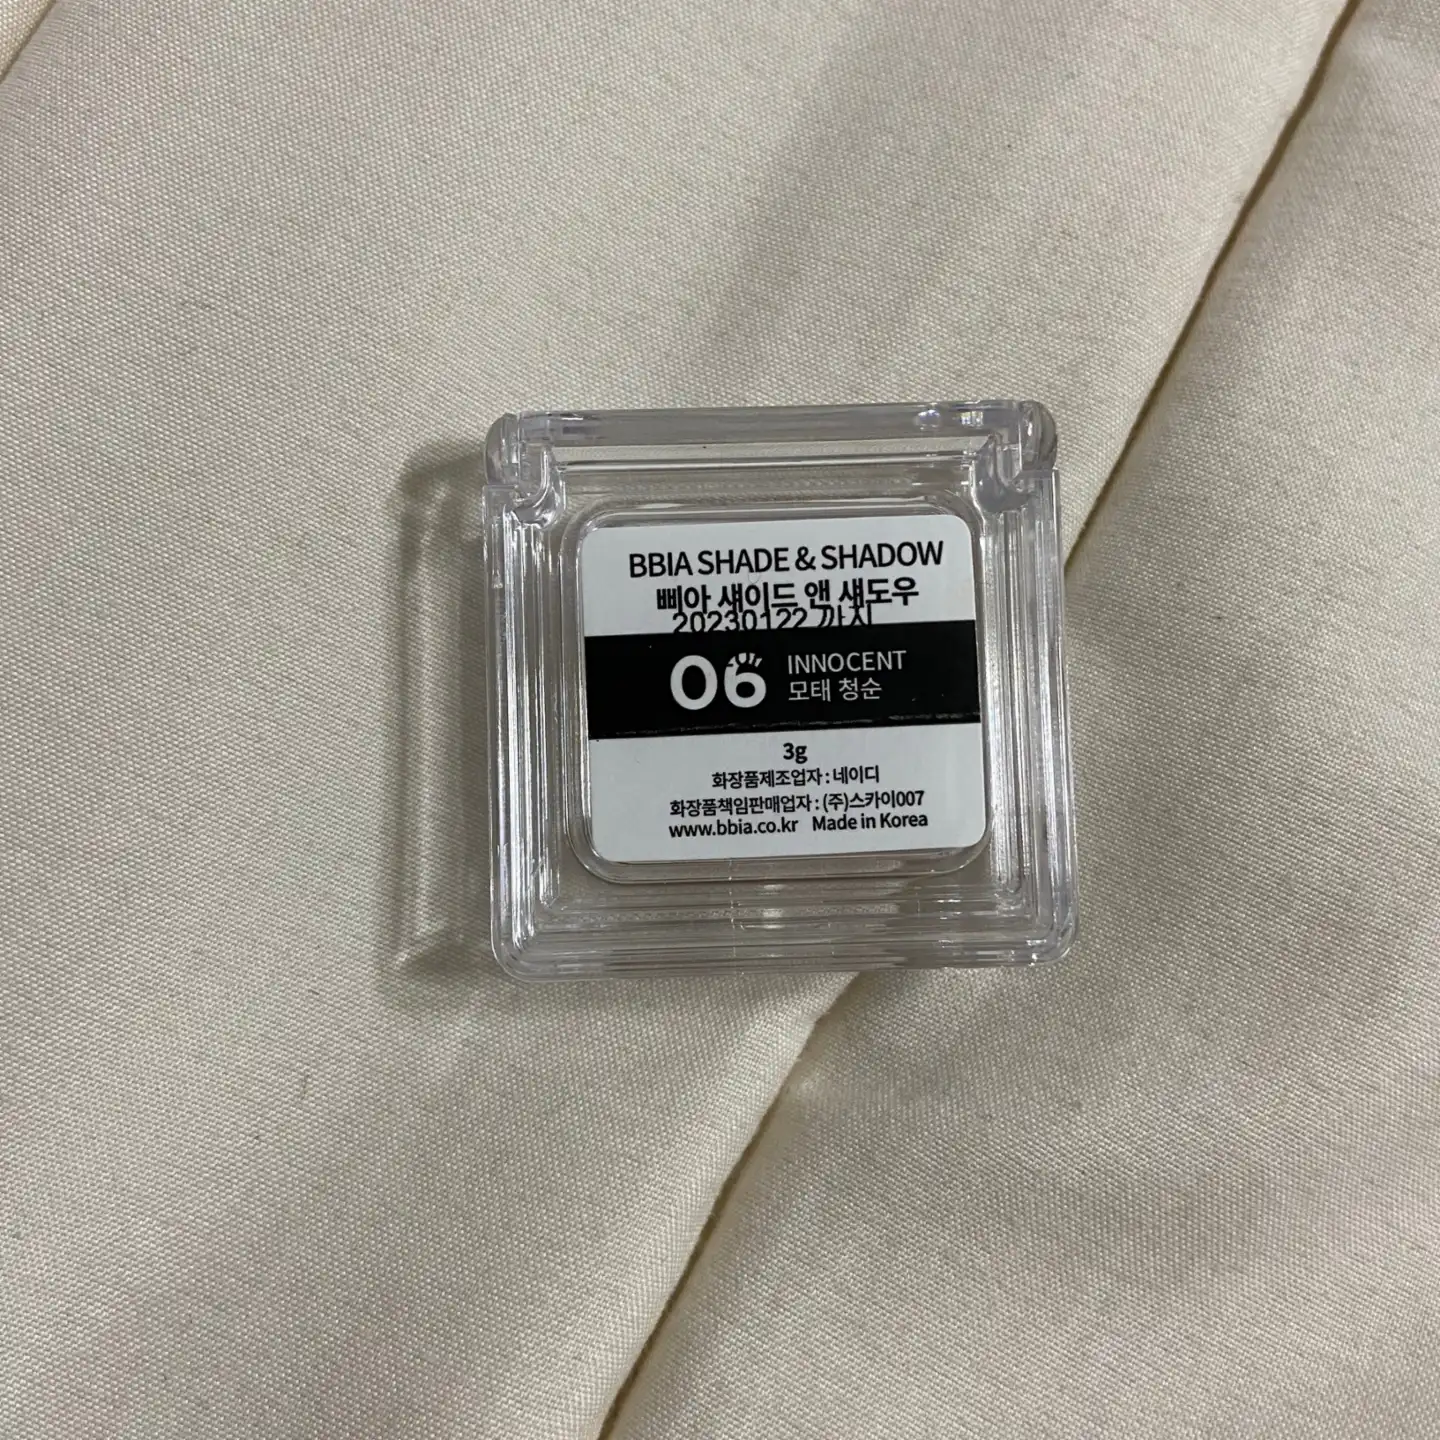 BBIA SHADE & SHADOW
삐아 섀이드 앤 섀도우
20230122 까지
06 INNOCENT
모태 청순
3g
화장품제조업자 : 네이디
화장품책임판매업자 : (주)스카이007
www.bbia.co.kr Made in Korea